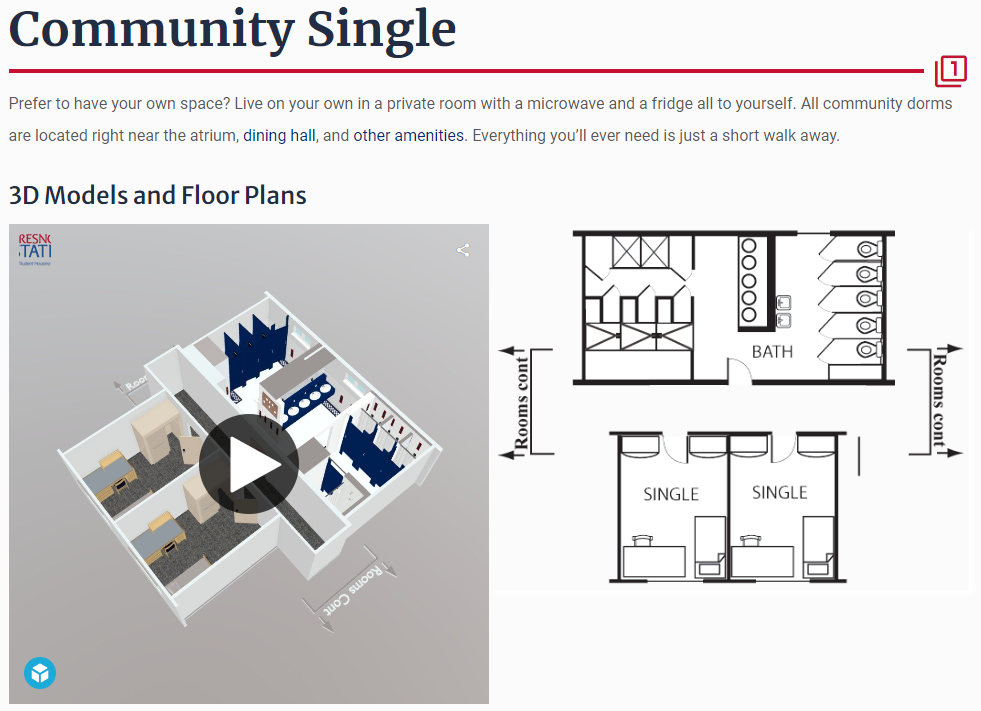 Community Single
1
Prefer to have your own space? Live on your own in a private room with a microwave and a fridge all to yourself. All community dorms
are located right near the atrium, dining hall, and other amenities. Everything you’ll ever need is just a short walk away.
3D Models and Floor Plans
RESN
TATI
Student Housing
Roor
Rooms Cont
BATH
Rooms cont
Rooms cont
SINGLE
SINGLE